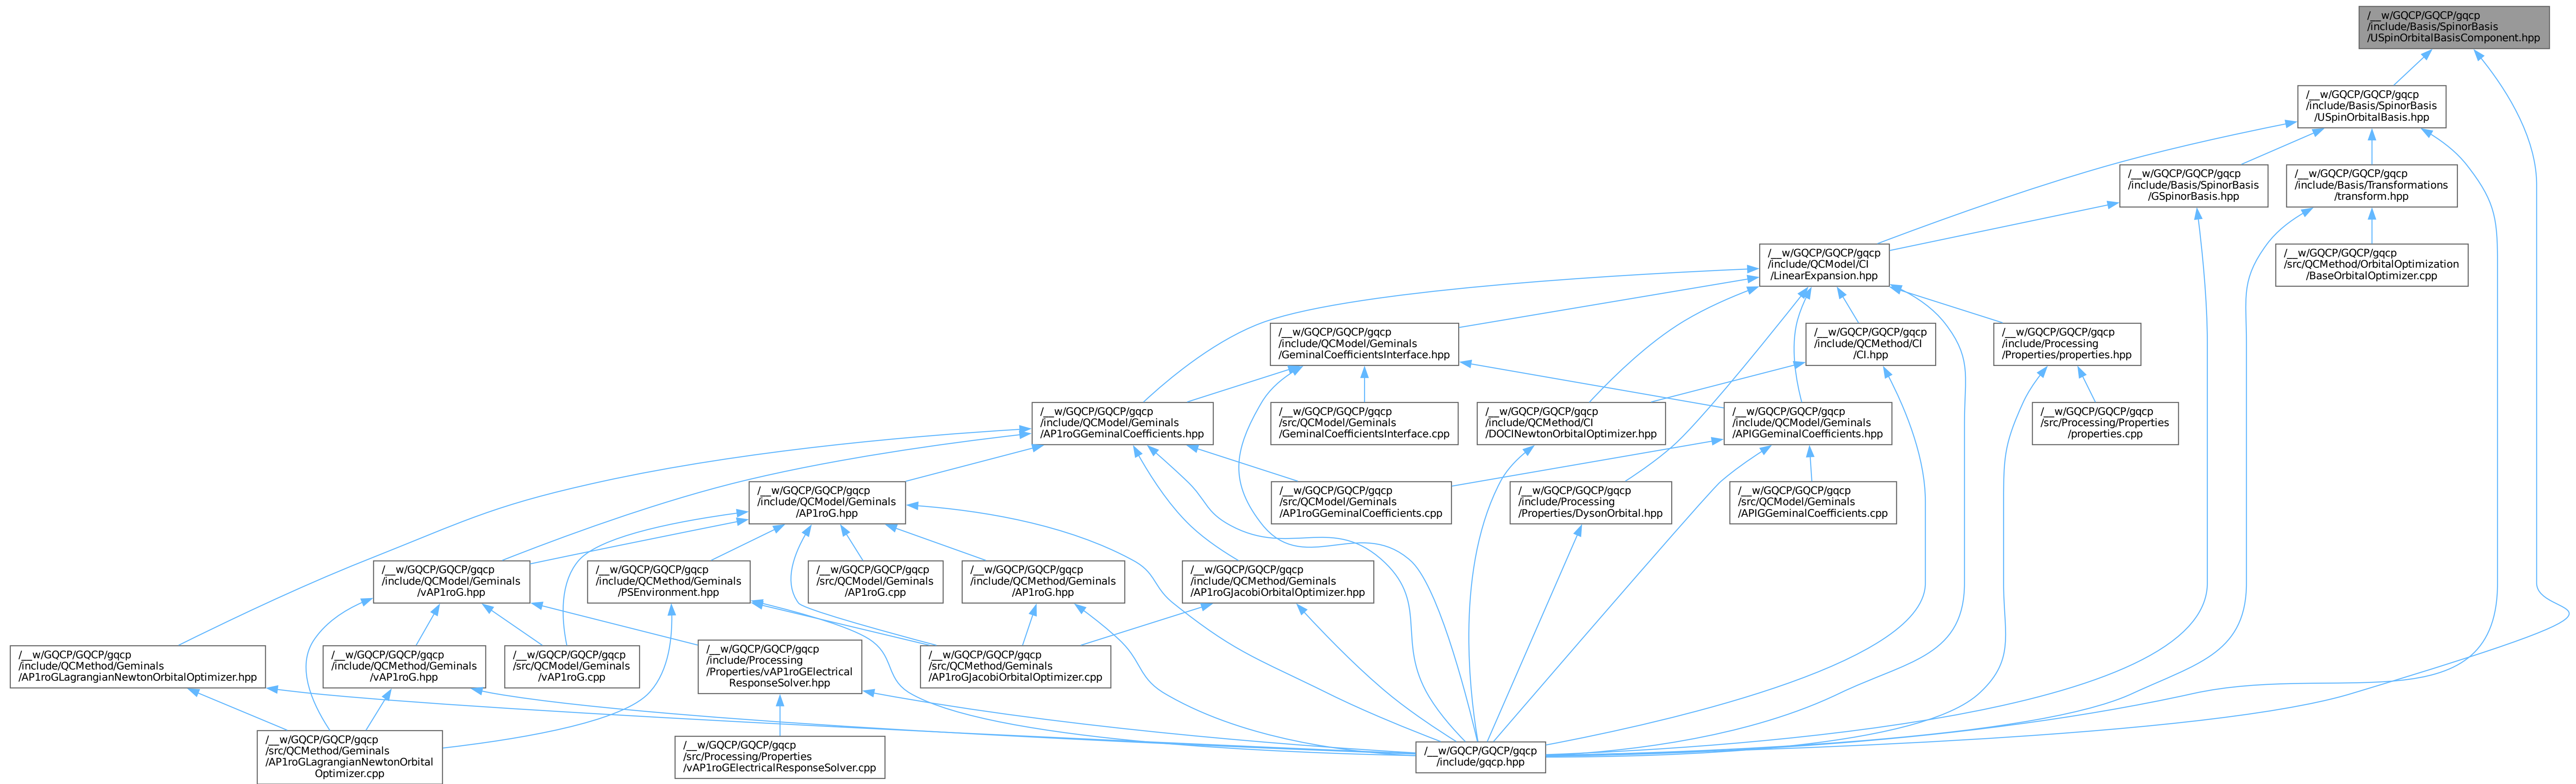 /__w/GQCP/GQCP/gqcp
/include/Basis/SpinorBasis
/USpinOrbitalBasisComponent.hpp
/__w/GQCP/GQCP/gqcp
/include/Basis/SpinorBasis
/USpinOrbitalBasis.hpp
/__w/GQCP/GQCP/gqcp
/include/Basis/SpinorBasis
/GSpinorBasis.hpp
/__w/GQCP/GQCP/gqcp
/include/Basis/Transformations
/transform.hpp
/__w/GQCP/GQCP/gqcp
/include/QCModel/CI
/LinearExpansion.hpp
/__w/GQCP/GQCP/gqcp
/src/QCMethod/OrbitalOptimization
/BaseOrbitalOptimizer.cpp
/__w/GQCP/GQCP/gqcp
/include/QCModel/Geminals
/GeminalCoefficientsInterface.hpp
/__w/GQCP/GQCP/gqcp
/include/QCMethod/CI
/CI.hpp
/__w/GQCP/GQCP/gqcp
/include/Processing
/Properties/properties.hpp
/__w/GQCP/GQCP/gqcp
/include/QCModel/Geminals
/AP1roGGeminalCoefficients.hpp
/__w/GQCP/GQCP/gqcp
/src/QCModel/Geminals
/GeminalCoefficientsInterface.cpp
/__w/GQCP/GQCP/gqcp
/include/QCMethod/CI
/DOCINewtonOrbitalOptimizer.hpp
/__w/GQCP/GQCP/gqcp
/include/QCModel/Geminals
/APIGGeminalCoefficients.hpp
/__w/GQCP/GQCP/gqcp
/src/Processing/Properties
/properties.cpp
/__w/GQCP/GQCP/gqcp
/include/QCModel/Geminals
/AP1roG.hpp
/__w/GQCP/GQCP/gqcp
/src/QCModel/Geminals
/AP1roGGeminalCoefficients.cpp
/__w/GQCP/GQCP/gqcp
/include/Processing
/Properties/DysonOrbital.hpp
/__w/GQCP/GQCP/gqcp
/src/QCModel/Geminals
/APIGGeminalCoefficients.cpp
/__w/GQCP/GQCP/gqcp
/include/QCModel/Geminals
/vAP1roG.hpp
/__w/GQCP/GQCP/gqcp
/include/QCMethod/Geminals
/PSEnvironment.hpp
/__w/GQCP/GQCP/gqcp
/src/QCModel/Geminals
/AP1roG.cpp
/__w/GQCP/GQCP/gqcp
/include/QCMethod/Geminals
/AP1roG.hpp
/__w/GQCP/GQCP/gqcp
/include/QCMethod/Geminals
/AP1roGJacobiOrbitalOptimizer.hpp
/__w/GQCP/GQCP/gqcp
/include/QCMethod/Geminals
/AP1roGLagrangianNewtonOrbitalOptimizer.hpp
/__w/GQCP/GQCP/gqcp
/include/QCMethod/Geminals
/vAP1roG.hpp
/__w/GQCP/GQCP/gqcp
/src/QCModel/Geminals
/vAP1roG.cpp
/__w/GQCP/GQCP/gqcp
/include/Processing
/Properties/vAP1roGElectrical
ResponseSolver.hpp
/__w/GQCP/GQCP/gqcp
/src/QCMethod/Geminals
/AP1roGJacobiOrbitalOptimizer.cpp
/__w/GQCP/GQCP/gqcp
/src/QCMethod/Geminals
/AP1roGLagrangianNewtonOrbital
Optimizer.cpp
/__w/GQCP/GQCP/gqcp
/src/Processing/Properties
/vAP1roGElectricalResponseSolver.cpp
/__w/GQCP/GQCP/gqcp
/include/gqcp.hpp